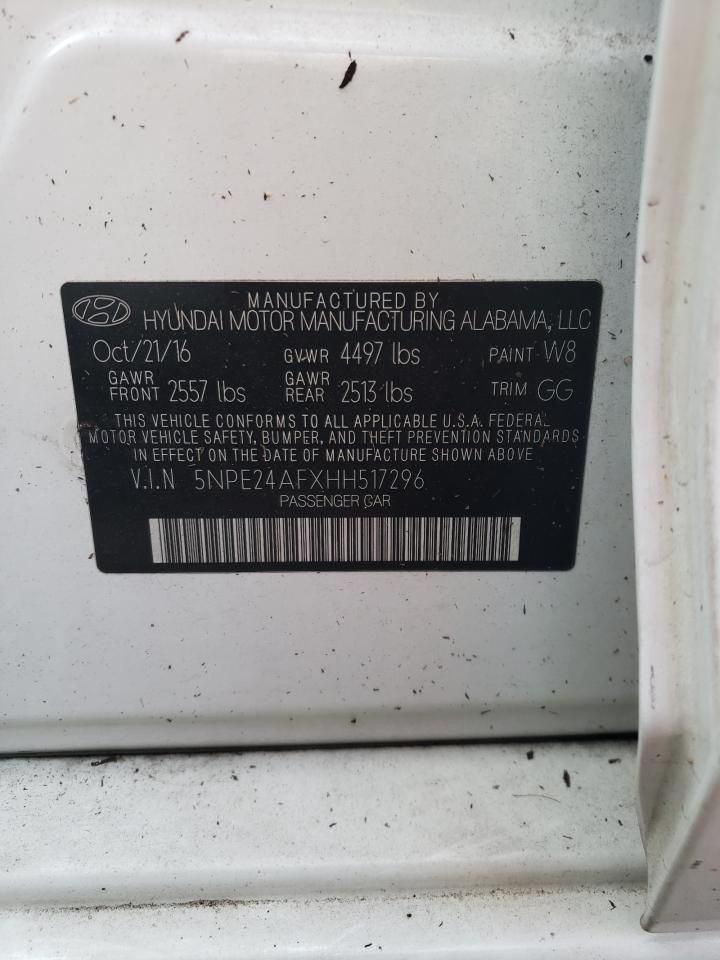 MANUFACTURED BY
HYUNDAI MOTOR MANUFACTURING ALABAMA, LLC
Oct/21/16 GVWR 4497 lbs PAINT W8
GAWR FRONT 2557 lbs GAWR REAR 2513 lbs TRIM GG
THIS VEHICLE CONFORMS TO ALL APPLICABLE U.S.A. FEDERAL
MOTOR VEHICLE SAFETY, BUMPER, AND THEFT PREVENTION STANDARDS
IN EFFECT ON THE DATE OF MANUFACTURE SHOWN ABOVE
V.I.N 5NPE24AFXHH517296
PASSENGER CAR